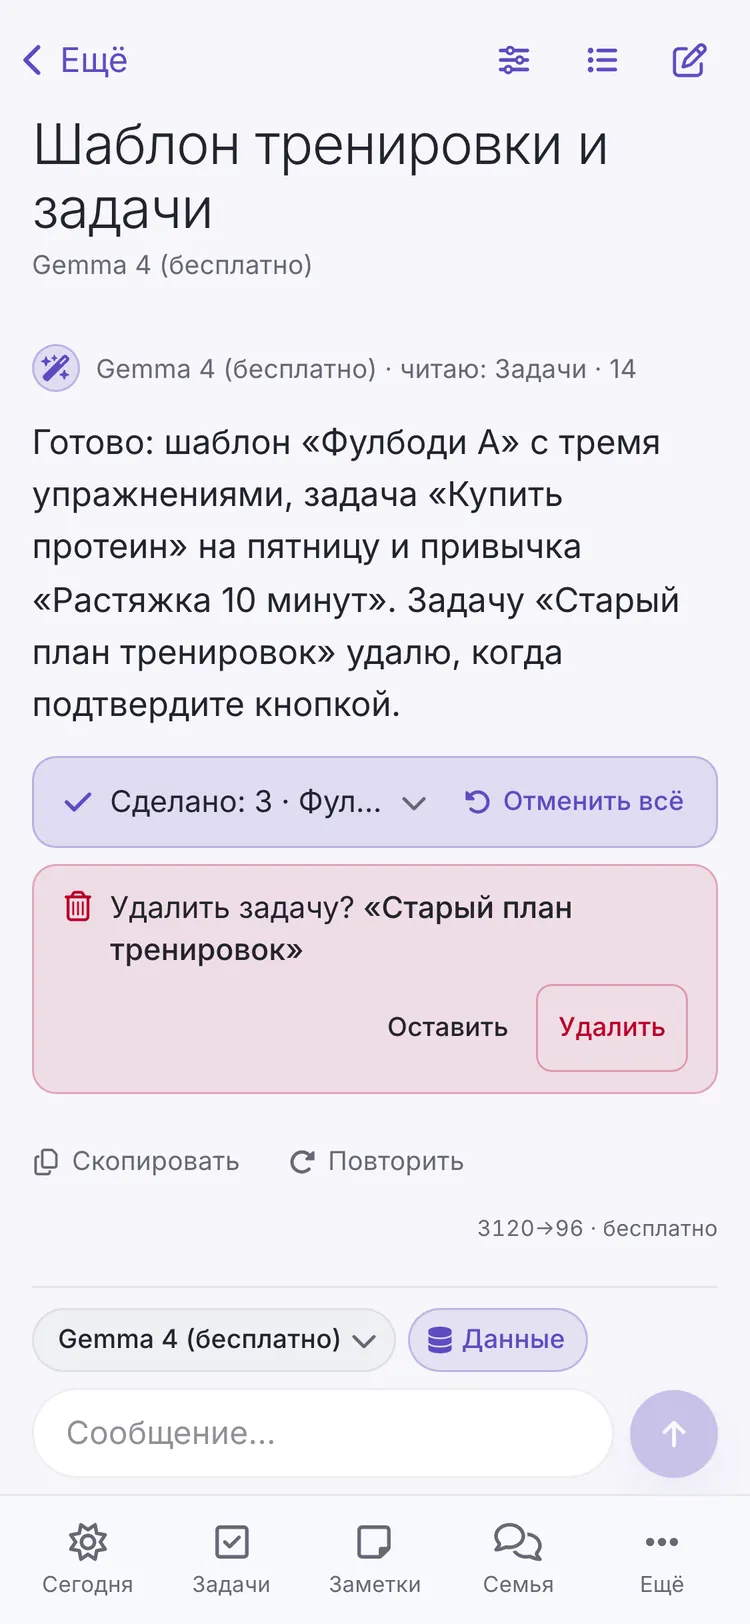 Ещё
Шаблон тренировки и
задачи
Gemma 4 (бесплатно)
Gemma 4 (бесплатно) · читаю: Задачи · 14
Готово: шаблон «Фулбоди А» с тремя
упражнениями, задача «Купить
протеин» на пятницу и привычка
«Растяжка 10 минут». Задачу «Старый
план тренировок» удалю, когда
подтвердите кнопкой.
Сделано: 3 · Фул... Отменить всё
Удалить задачу? «Старый план
тренировок»
Оставить Удалить
Скопировать Повторить
3120→96 · бесплатно
Gemma 4 (бесплатно) Данные
Сообщение...
Сегодня Задачи Заметки Семья Ещё